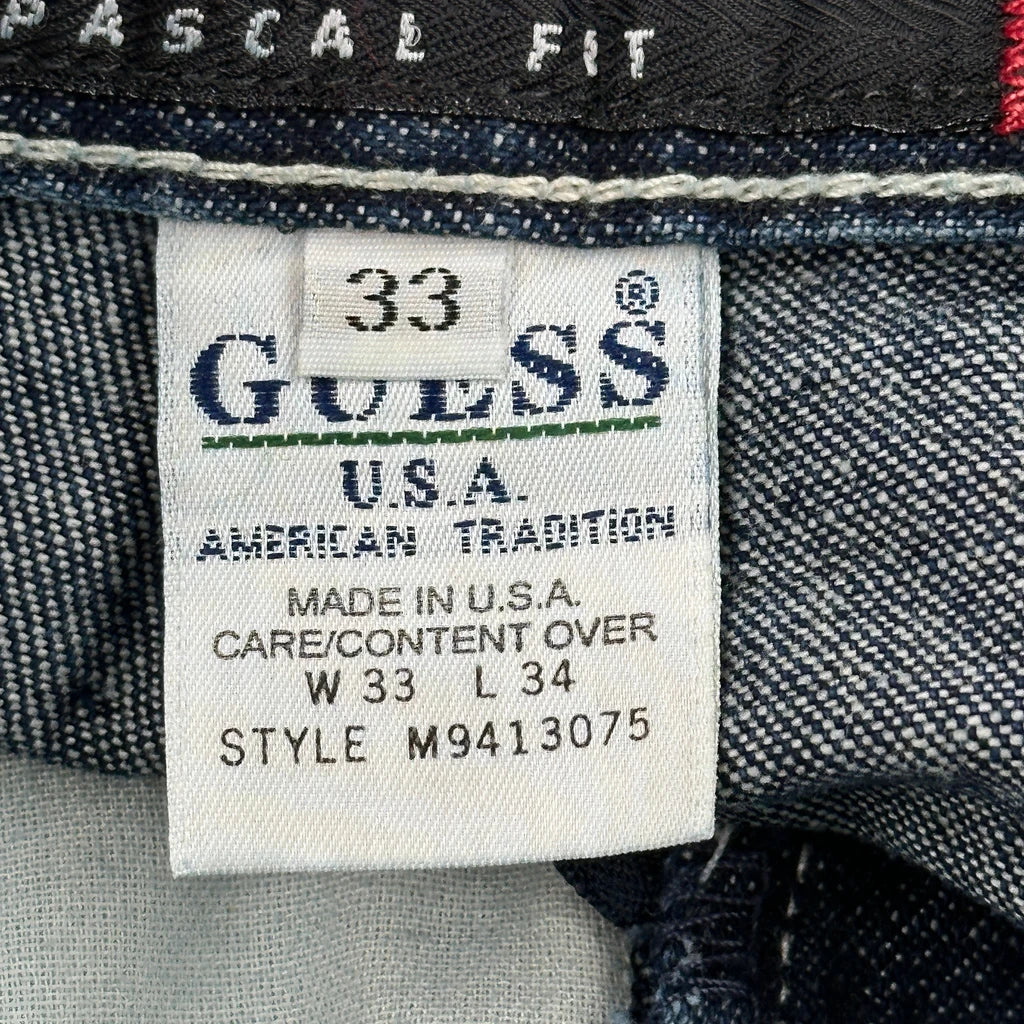 PASCAL FIT
33
®
GUESS
U.S.A.
AMERICAN TRADITION
MADE IN U.S.A.
CARE/CONTENT OVER
W 33 L 34
STYLE M9413075